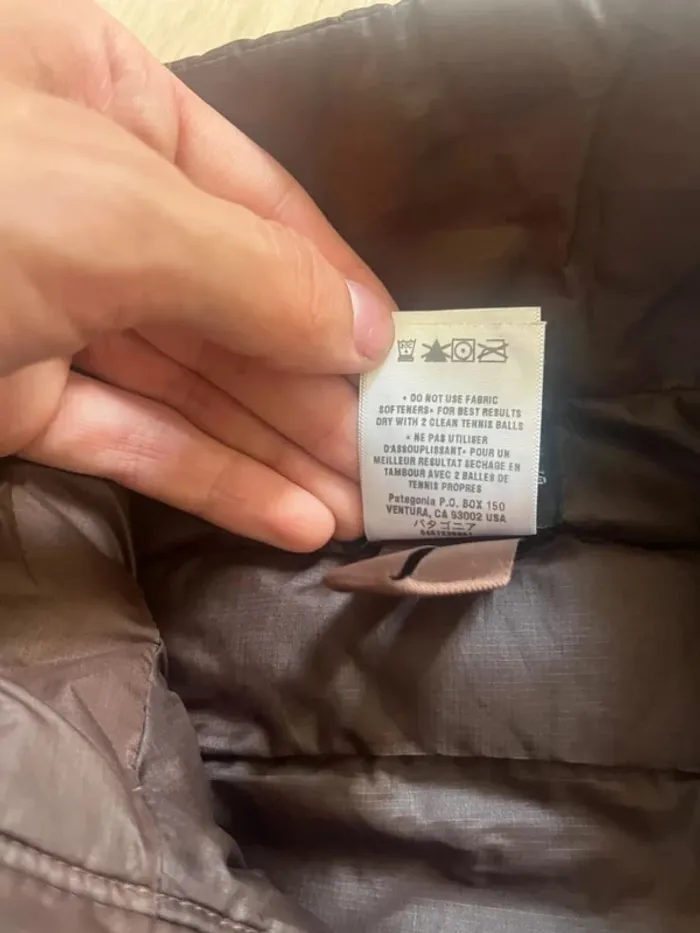 • DO NOT USE FABRIC
SOFTENERS• FOR BEST RESULTS
DRY WITH 2 CLEAN TENNIS BALLS
• NE PAS UTILISER
D'ASSOUPLISSANT• POUR UN
MEILLEUR RESULTAT SECHAGE EN
TAMBOUR AVEC 2 BALLES DE
TENNIS PROPRES
Patagonia P.O. BOX 150
VENTURA, CA 93002 USA
パタゴニア